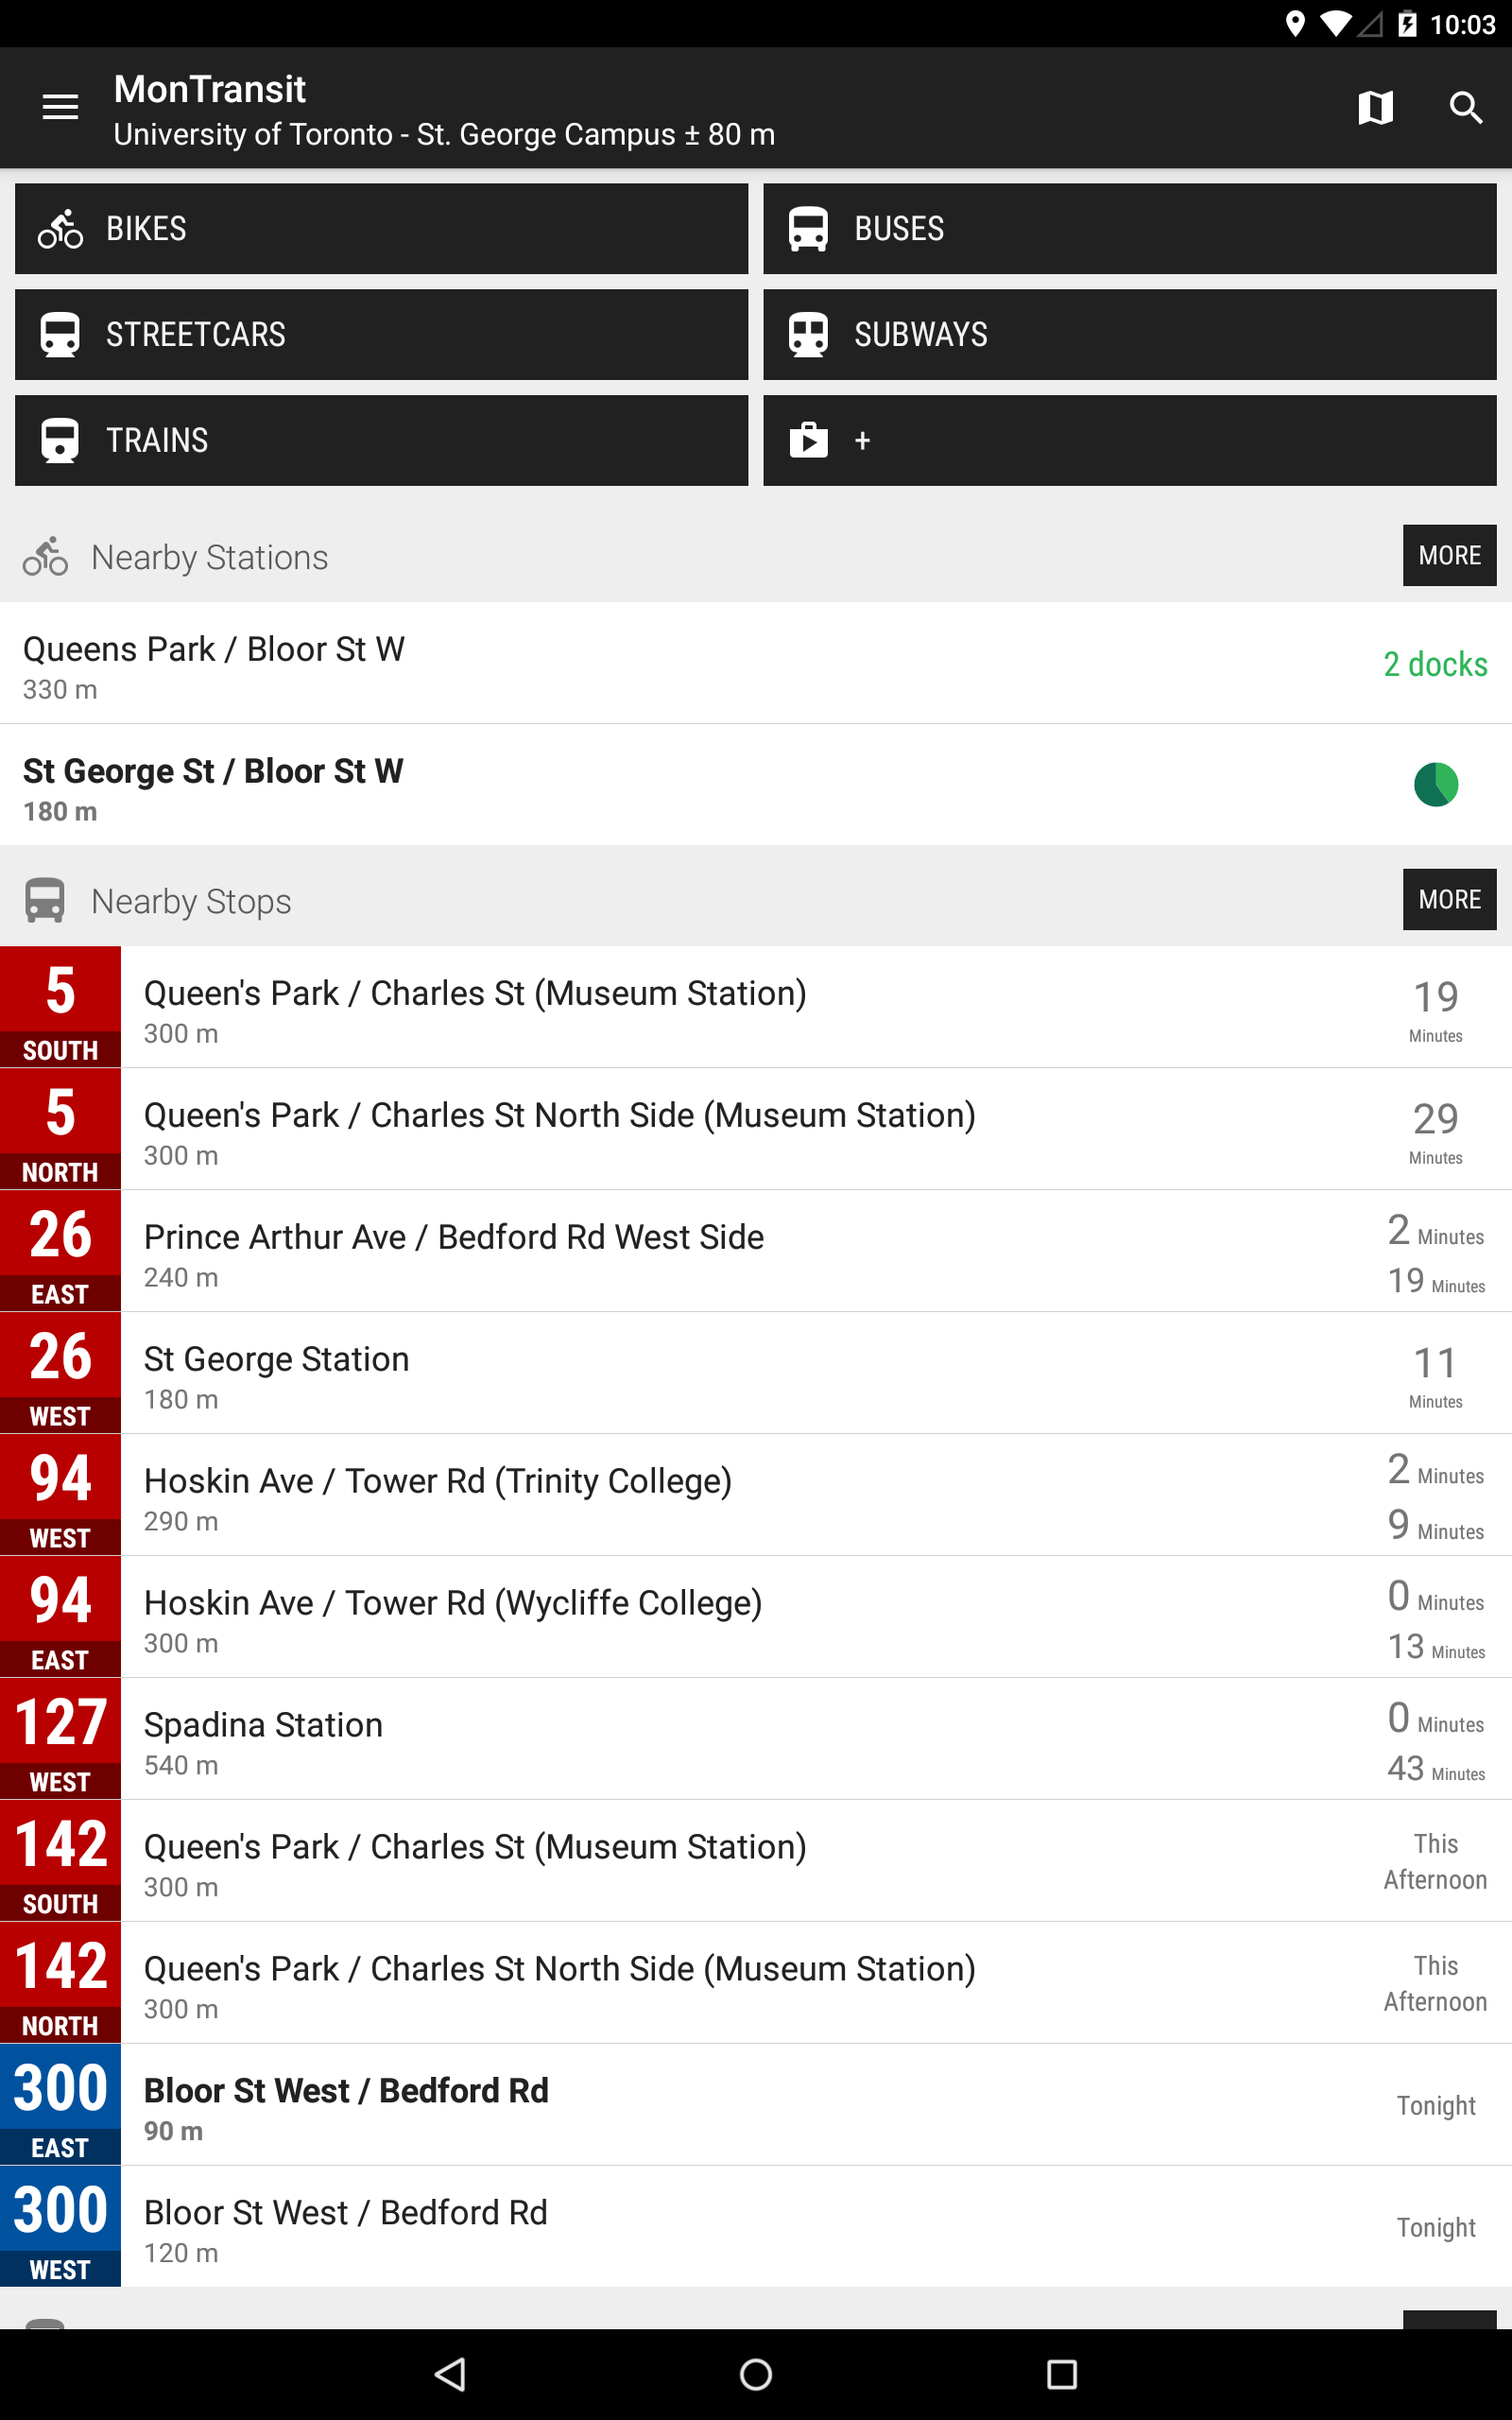 10:03
MonTransit
University of Toronto - St. George Campus ± 80 m
BIKES
BUSES
STREETCARS
SUBWAYS
TRAINS
+
Nearby Stations
MORE
Queens Park / Bloor St W
330 m
2 docks
St George St / Bloor St W
180 m
Nearby Stops
MORE
5
SOUTH
Queen's Park / Charles St (Museum Station)
300 m
19
Minutes
5
NORTH
Queen's Park / Charles St North Side (Museum Station)
300 m
29
Minutes
26
EAST
Prince Arthur Ave / Bedford Rd West Side
240 m
2 Minutes
19 Minutes
26
WEST
St George Station
180 m
11
Minutes
94
WEST
Hoskin Ave / Tower Rd (Trinity College)
290 m
2 Minutes
9 Minutes
94
EAST
Hoskin Ave / Tower Rd (Wycliffe College)
300 m
0 Minutes
13 Minutes
127
WEST
Spadina Station
540 m
0 Minutes
43 Minutes
142
SOUTH
Queen's Park / Charles St (Museum Station)
300 m
This
Afternoon
142
NORTH
Queen's Park / Charles St North Side (Museum Station)
300 m
This
Afternoon
300
EAST
Bloor St West / Bedford Rd
90 m
Tonight
300
WEST
Bloor St West / Bedford Rd
120 m
Tonight